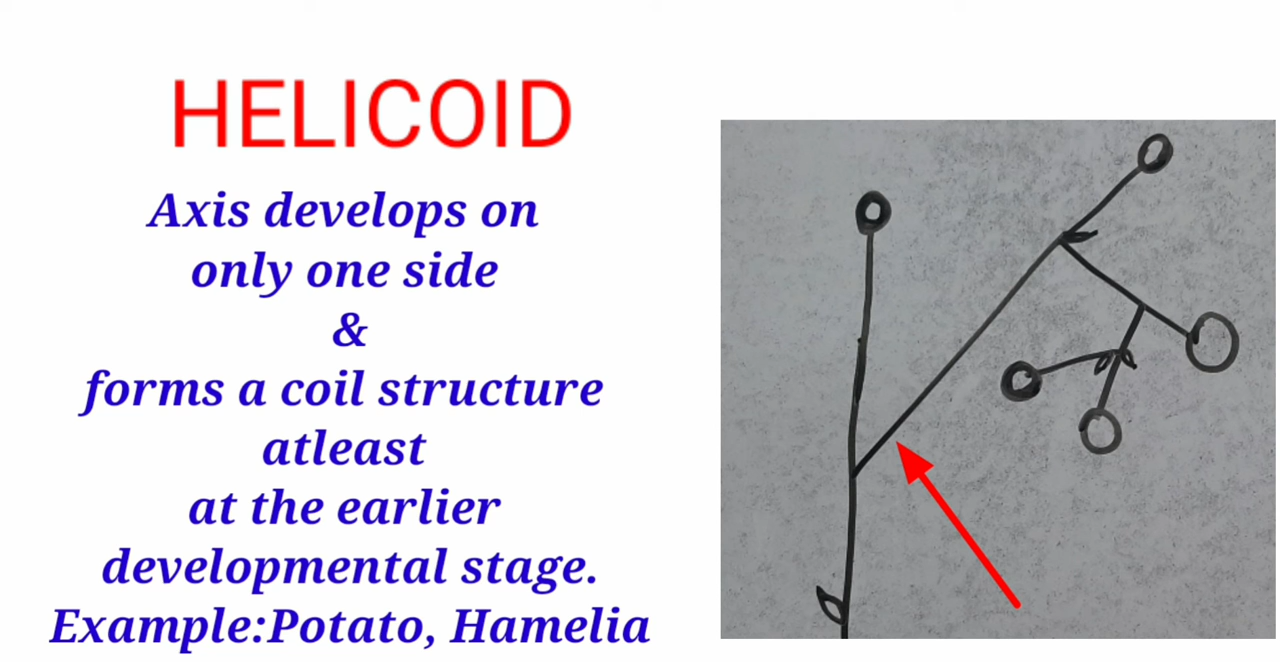 HELICOID
Axis develops on
only one side
&
forms a coil structure
atleast
at the earlier
developmental stage.
Example:Potato, Hamelia